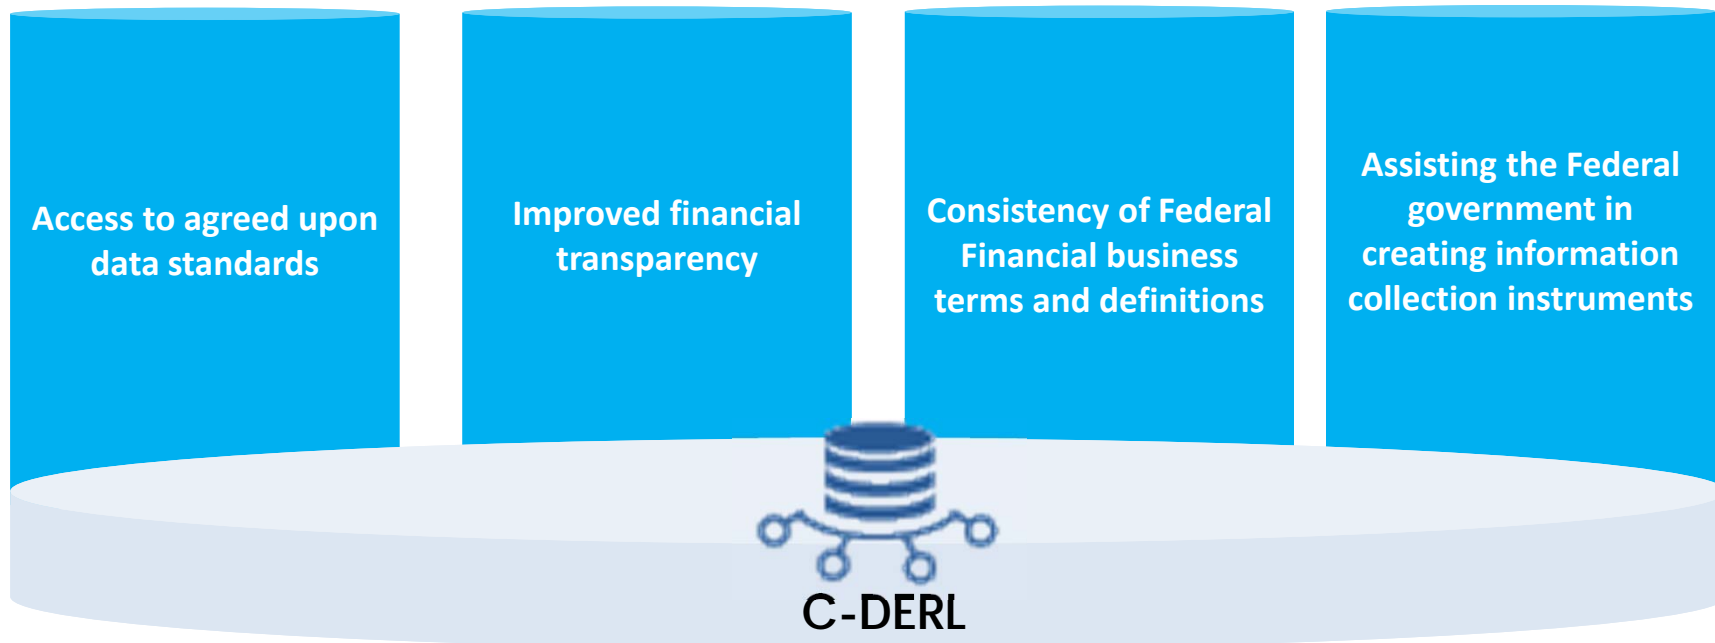 Access to agreed upon
data standards
Improved financial
transparency
Consistency of Federal
Financial business
terms and definitions
Assisting the Federal
government in
creating information
collection instruments
C-DERL